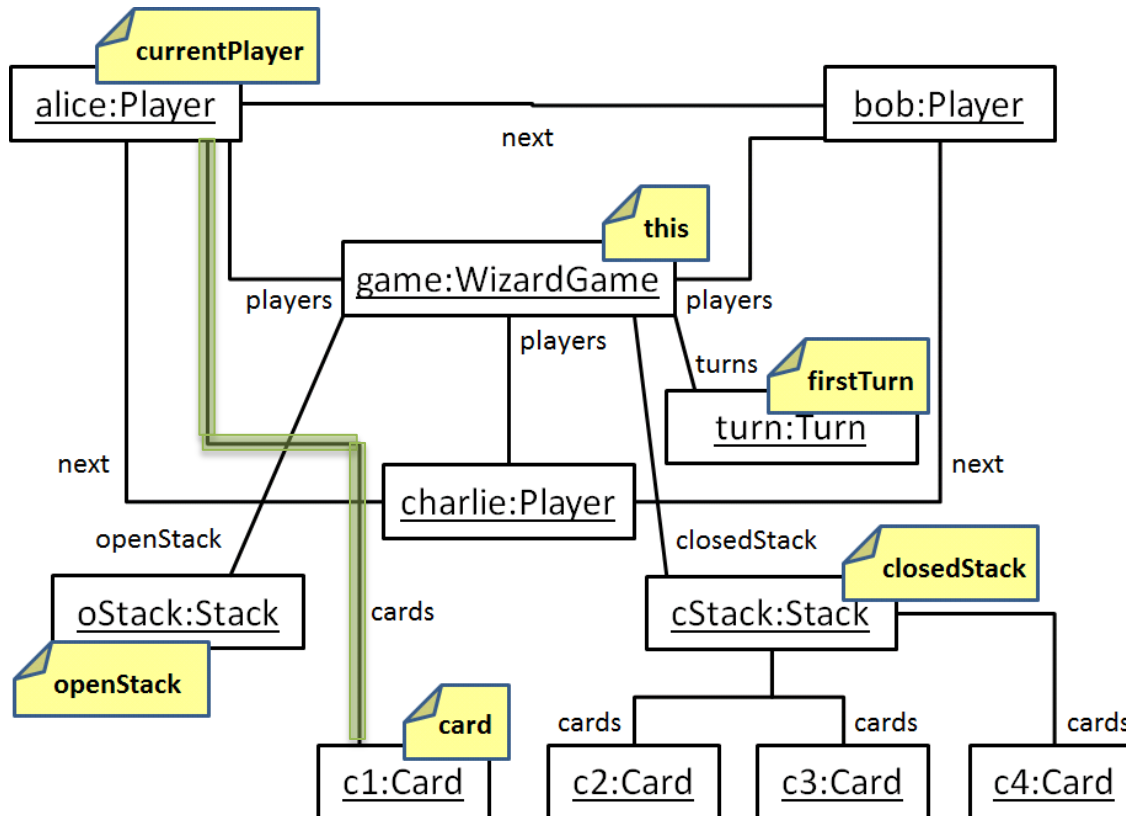 currentPlayer
alice:Player
bob:Player
next
this
game:WizardGame
players
players
players
turns
firstTurn
turn:Turn
next
next
charlie:Player
openStack
closedStack
closedStack
oStack:Stack
cards
cStack:Stack
openStack
card
cards
cards
cards
c1:Card
c2:Card
c3:Card
c4:Card